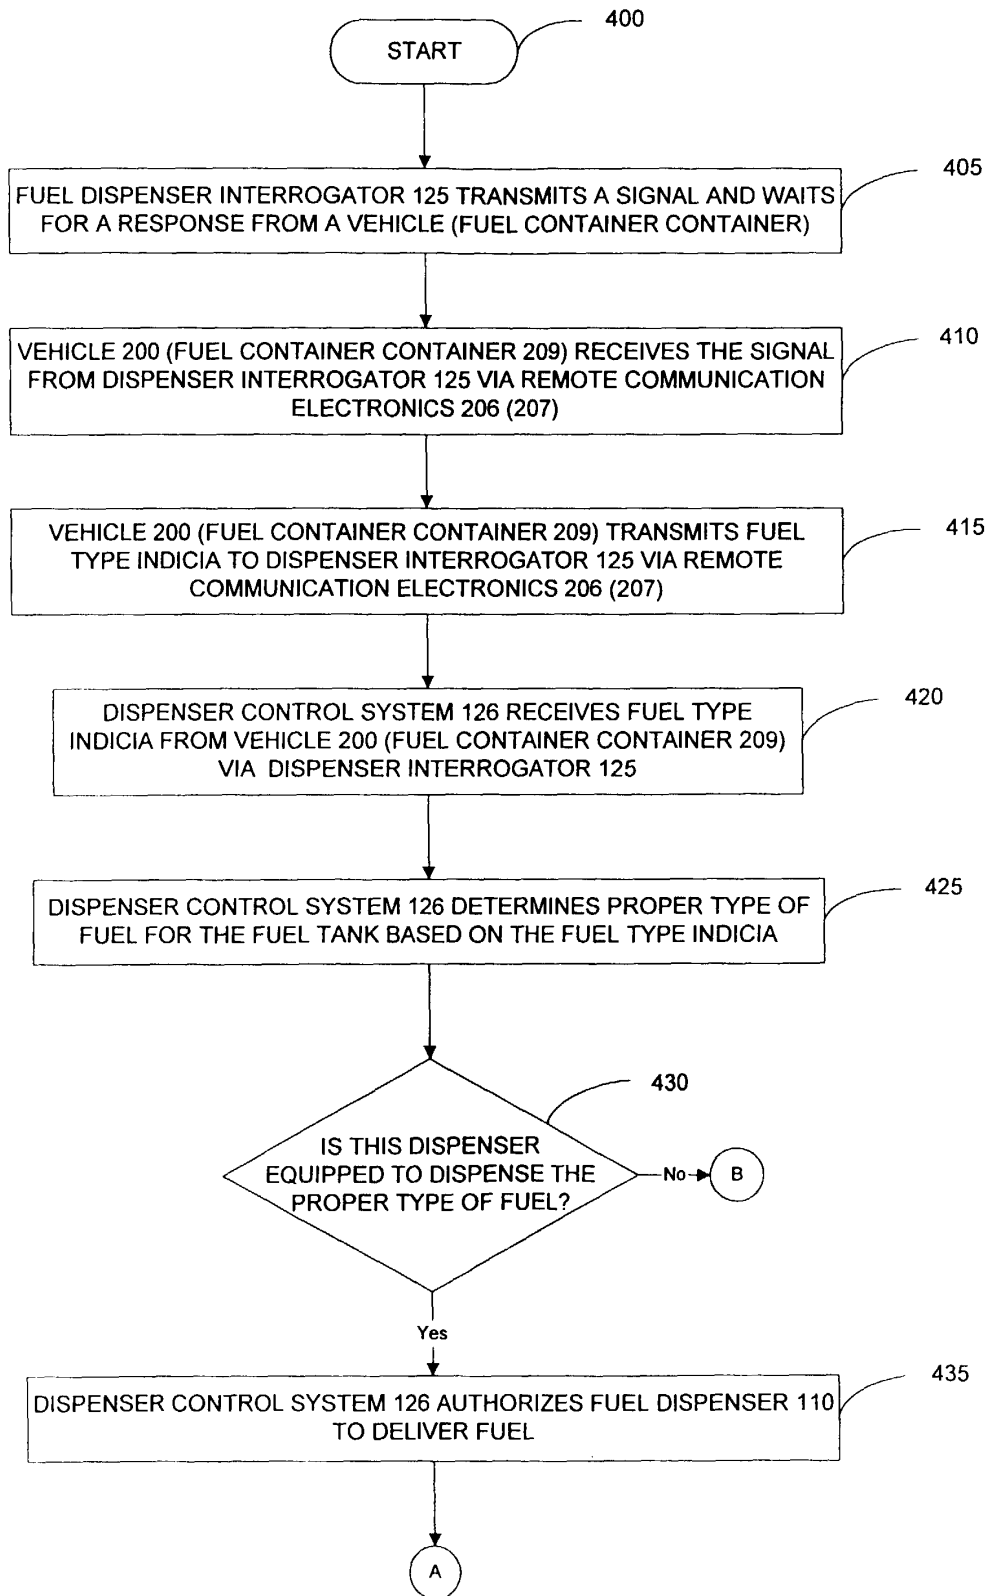 400
START
405
FUEL DISPENSER INTERROGATOR 125 TRANSMITS A SIGNAL AND WAITS
FOR A RESPONSE FROM A VEHICLE (FUEL CONTAINER CONTAINER)
410
VEHICLE 200 (FUEL CONTAINER CONTAINER 209) RECEIVES THE SIGNAL
FROM DISPENSER INTERROGATOR 125 VIA REMOTE COMMUNICATION
ELECTRONICS 206 (207)
415
VEHICLE 200 (FUEL CONTAINER CONTAINER 209) TRANSMITS FUEL
TYPE INDICIA TO DISPENSER INTERROGATOR 125 VIA REMOTE
COMMUNICATION ELECTRONICS 206 (207)
420
DISPENSER CONTROL SYSTEM 126 RECEIVES FUEL TYPE
INDICIA FROM VEHICLE 200 (FUEL CONTAINER CONTAINER 209)
VIA DISPENSER INTERROGATOR 125
425
DISPENSER CONTROL SYSTEM 126 DETERMINES PROPER TYPE OF
FUEL FOR THE FUEL TANK BASED ON THE FUEL TYPE INDICIA
430
IS THIS DISPENSER
EQUIPPED TO DISPENSE THE
PROPER TYPE OF FUEL?
No
B
Yes
435
DISPENSER CONTROL SYSTEM 126 AUTHORIZES FUEL DISPENSER 110
TO DELIVER FUEL
A